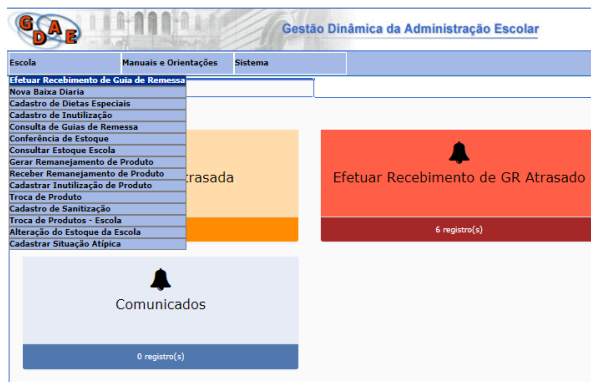 GDAE
Gestão Dinâmica da Administração Escolar
Escola Manuais e Orientações Sistema
Efetuar Recebimento de Guia de Remessa
Nova Baixa Diaria
Cadastro de Dietas Especiais
Cadastro de Inutilização
Consulta de Guias de Remessa
Conferência de Estoque
Consultar Estoque Escola
Gerar Remanejamento de Produto
Receber Remanejamento de Produto
Cadastrar Inutilização de Produto
Troca de Produto
Cadastro de Sanitização
Troca de Produtos - Escola
Alteração do Estoque da Escola
Cadastrar Situação Atípica
trasada
Efetuar Recebimento de GR Atrasado
6 registro(s)
Comunicados
0 registro(s)